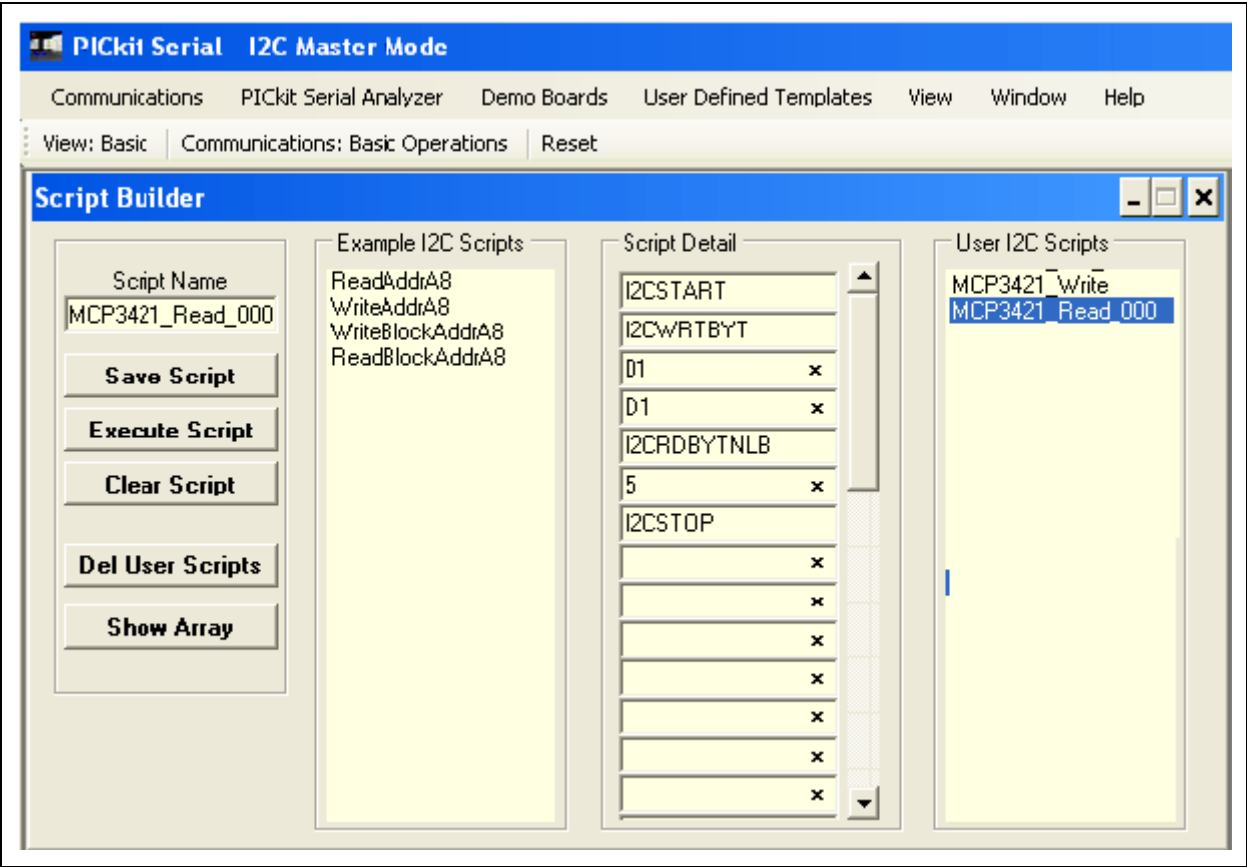 PICkit Serial I2C Master Mode
Communications PICkit Serial Analyzer Demo Boards User Defined Templates View Window Help
View: Basic Communications: Basic Operations Reset
Script Builder
Script Name
MCP3421_Read_000
Save Script
Execute Script
Clear Script
Del User Scripts
Show Array
Example I2C Scripts
ReadAddrA8
WriteAddrA8
WriteBlockAddrA8
ReadBlockAddrA8
Script Detail
I2CSTART
I2CWRTBYT
01 x
D1 x
I2CRDBYTNLB
5 x
I2CSTOP
x
x
x
x
x
x
x
User I2C Scripts
MCP3421_Write
MCP3421_Read_000